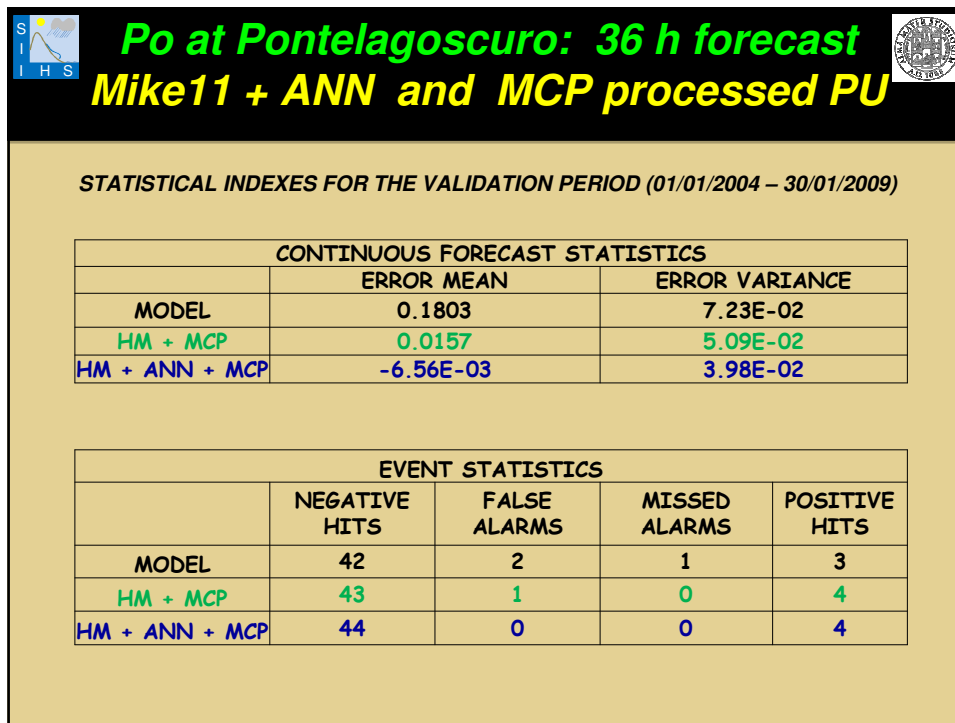 S
I
I H S
Po at Pontelagoscuro: 36 h forecast
Mike11 + ANN and MCP processed PU
STATISTICAL INDEXES FOR THE VALIDATION PERIOD (01/01/2004 – 30/01/2009)
CONTINUOUS FORECAST STATISTICS
ERROR MEAN ERROR VARIANCE
MODEL 0.1803 7.23E-02
HM + MCP 0.0157 5.09E-02
HM + ANN + MCP -6.56E-03 3.98E-02
EVENT STATISTICS
NEGATIVE HITS FALSE ALARMS MISSED ALARMS POSITIVE HITS
MODEL 42 2 1 3
HM + MCP 43 1 0 4
HM + ANN + MCP 44 0 0 4